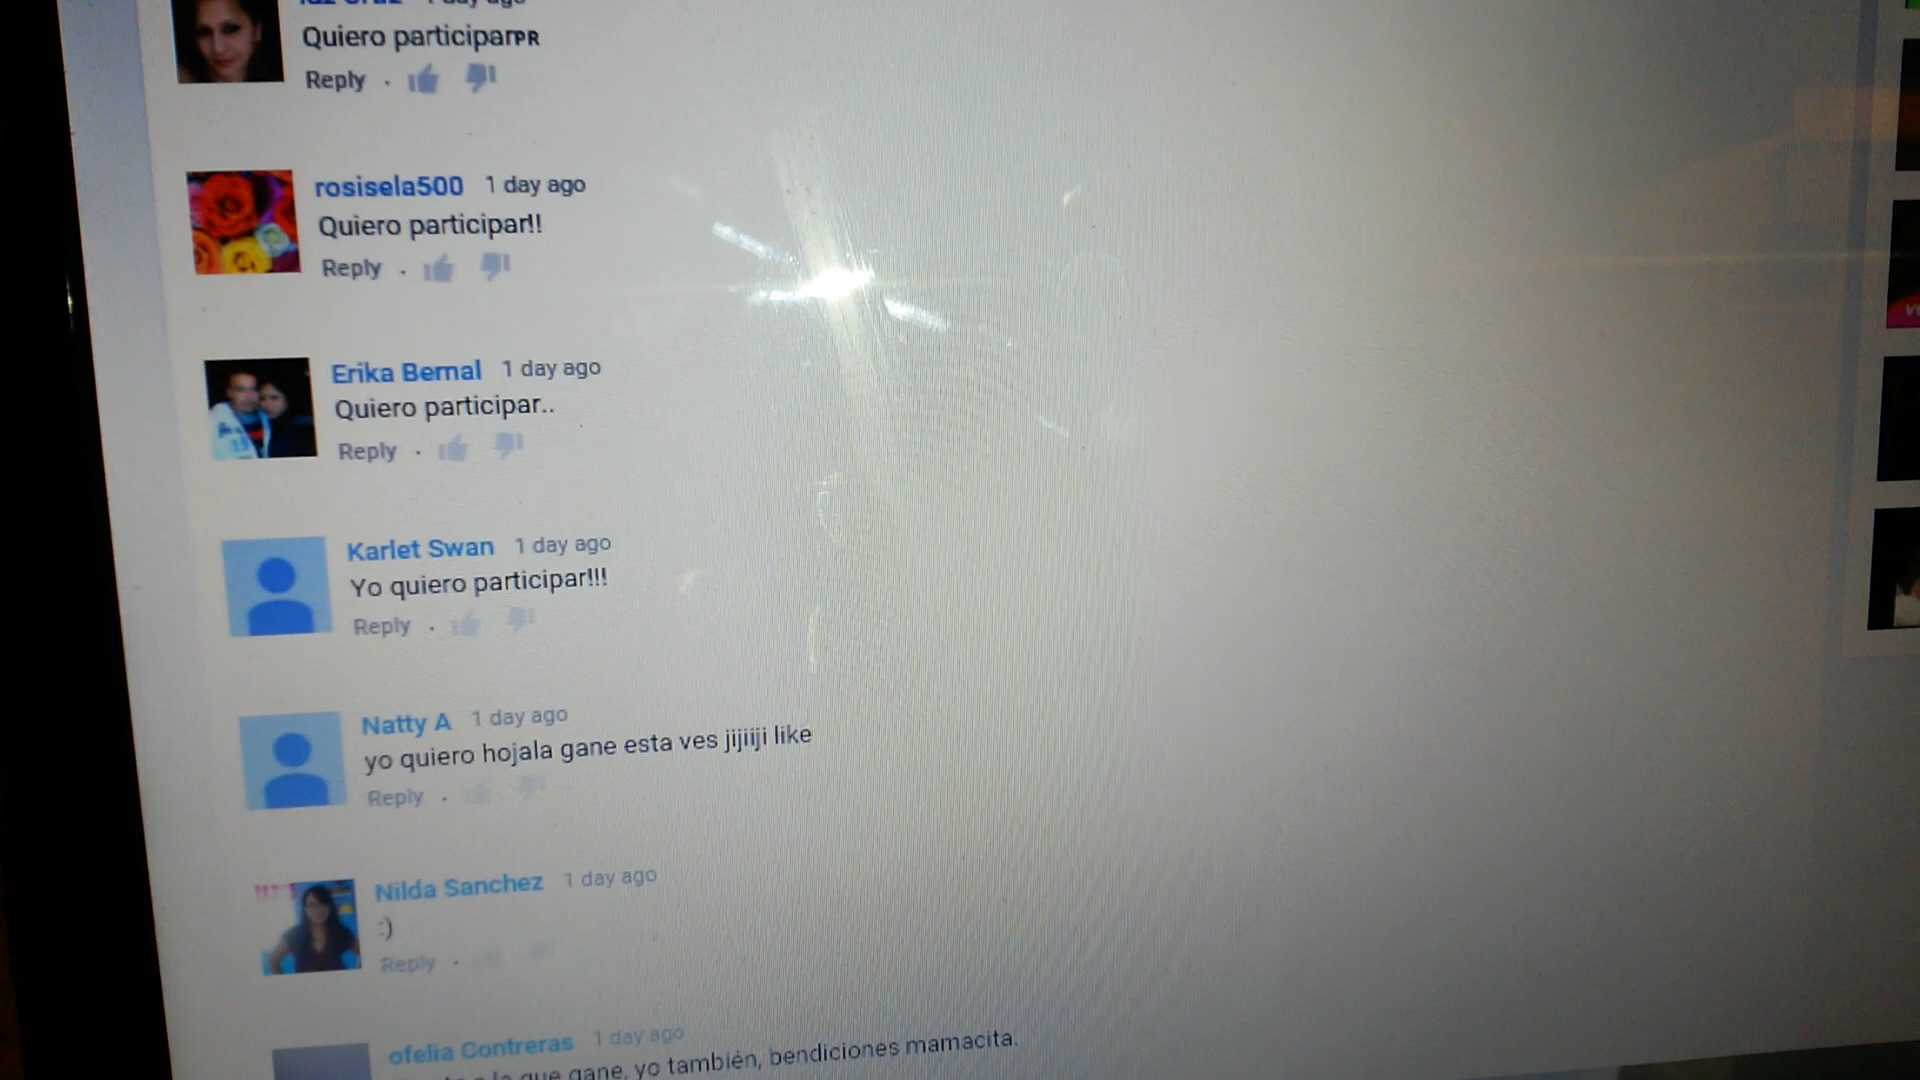 1 day ago
Quiero participarPR
Reply ·
rosisela500 1 day ago
Quiero participar!!
Reply ·
Erika Bernal 1 day ago
Quiero participar..
Reply ·
Karlet Swan 1 day ago
Yo quiero participar!!!
Reply ·
Natty A 1 day ago
yo quiero hojala gane esta ves jijiiji like
Reply ·
Nilda Sanchez 1 day ago
:)
Reply ·
ofelia Contreras 1 day ago
que gane, yo también, bendiciones mamacita.